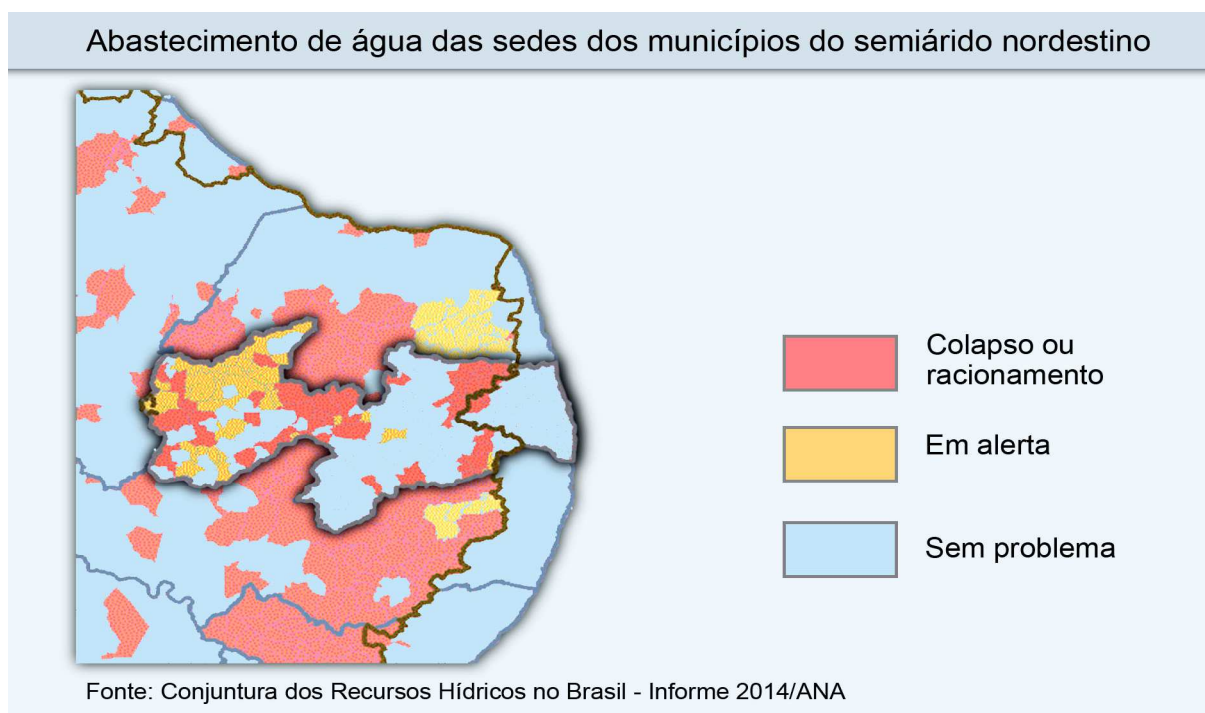 Abastecimento de água das sedes dos municípios do semiárido nordestino
Colapso ou
racionamento
Em alerta
Sem problema
Fonte: Conjuntura dos Recursos Hídricos no Brasil - Informe 2014/ANA